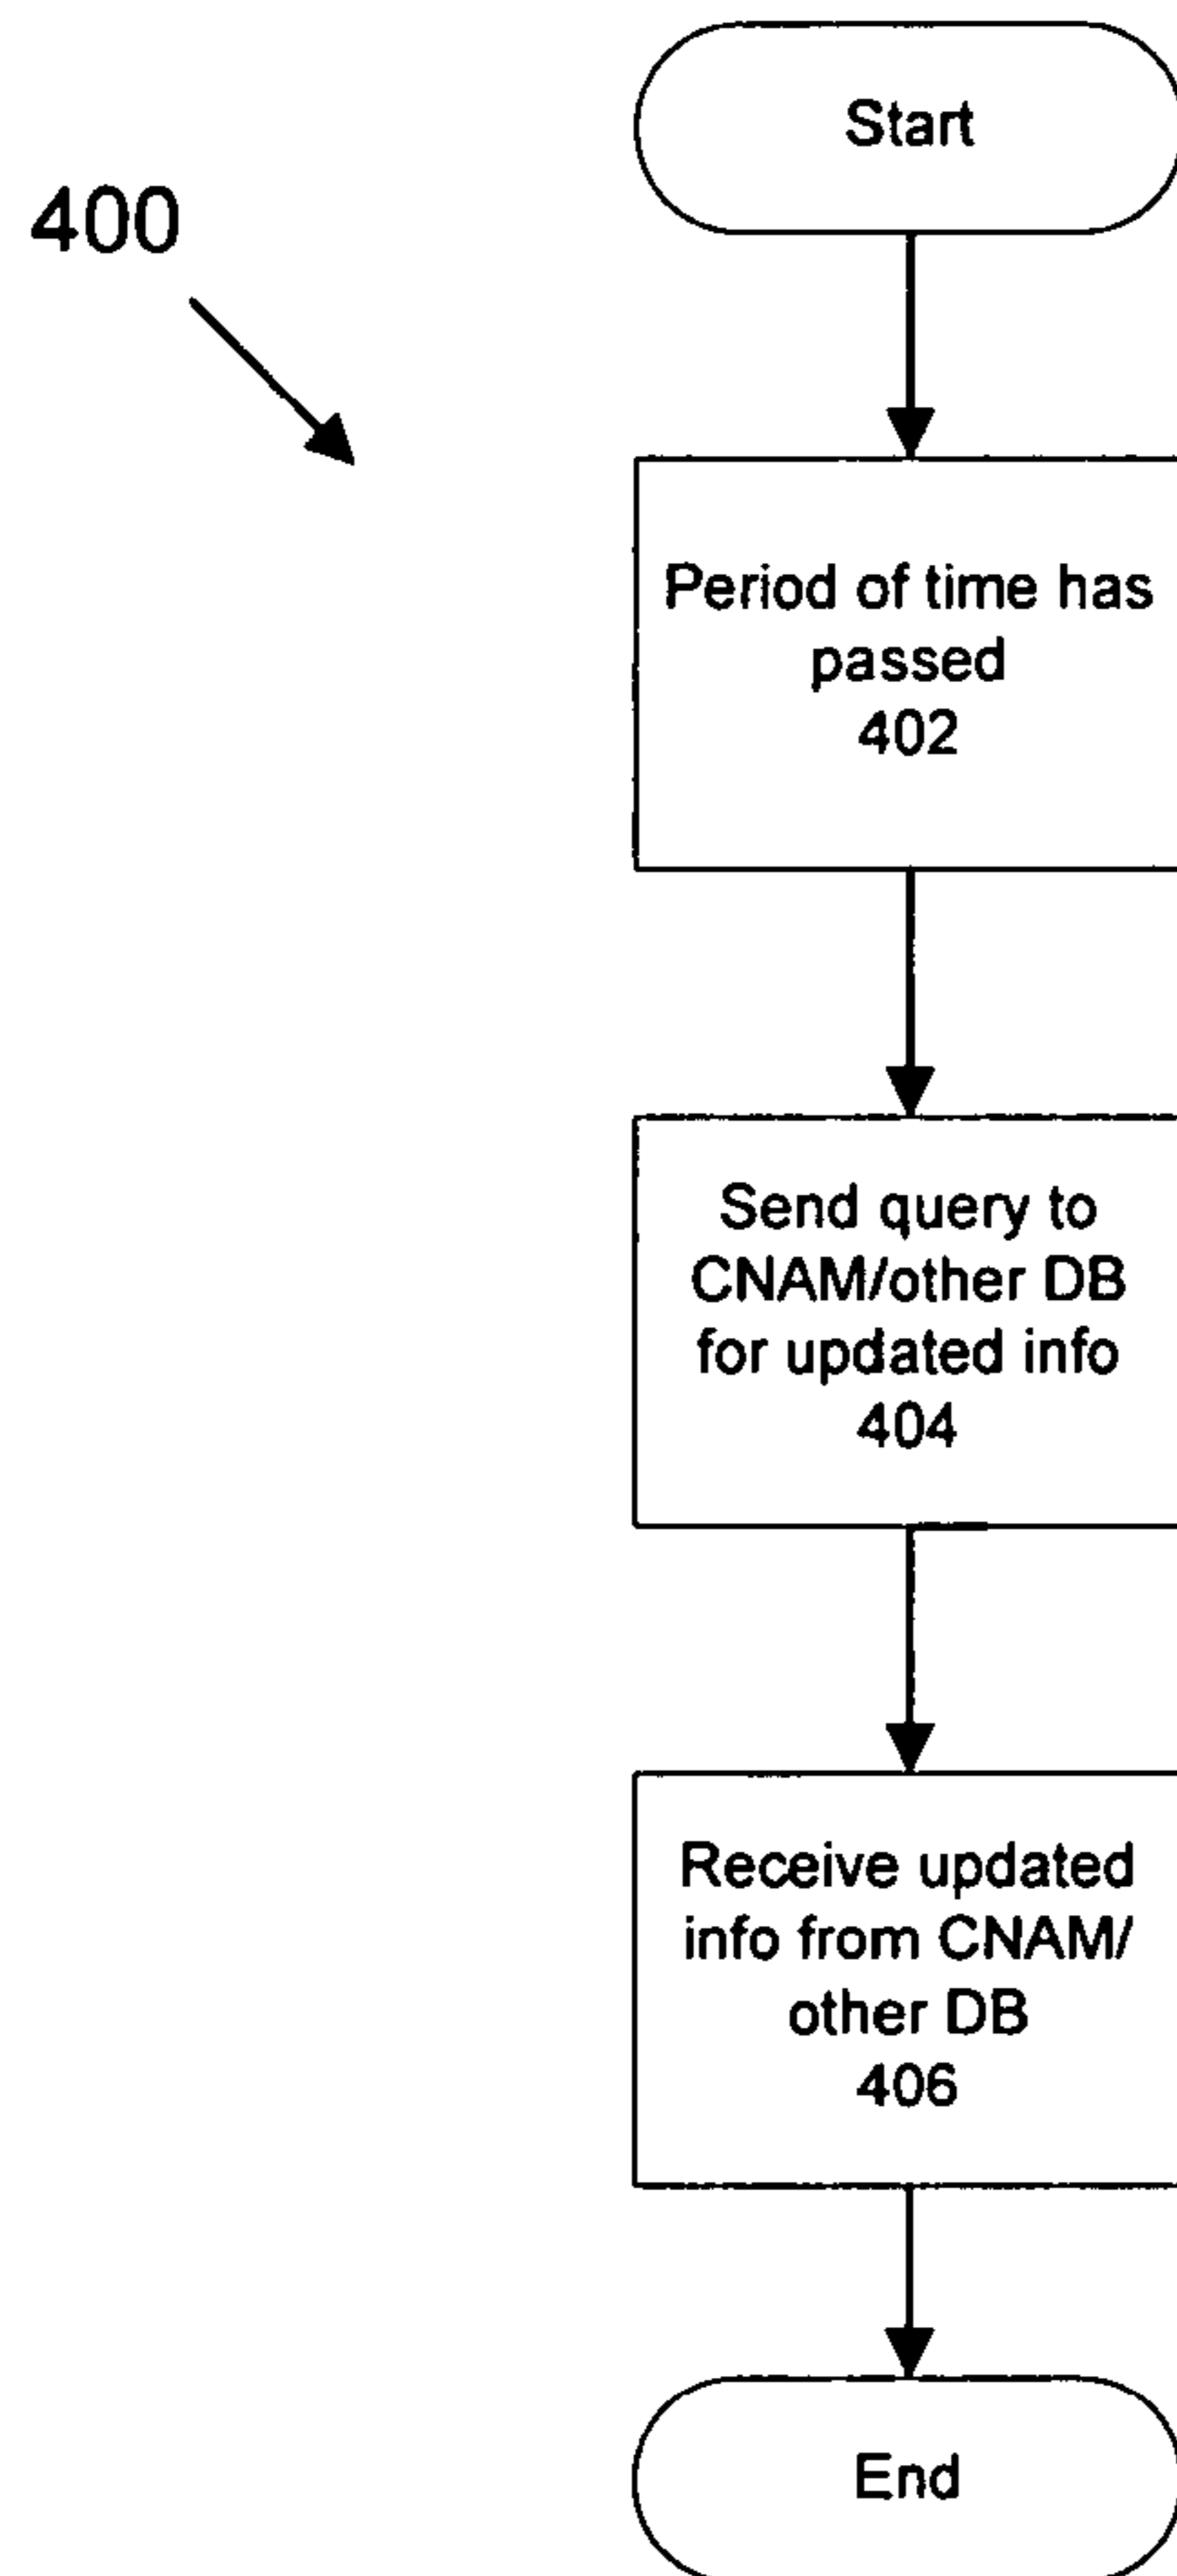 Start
400
Period of time has
passed
402
Send query to
CNAM/other DB
for updated info
404
Receive updated
info from CNAM/
other DB
406
End